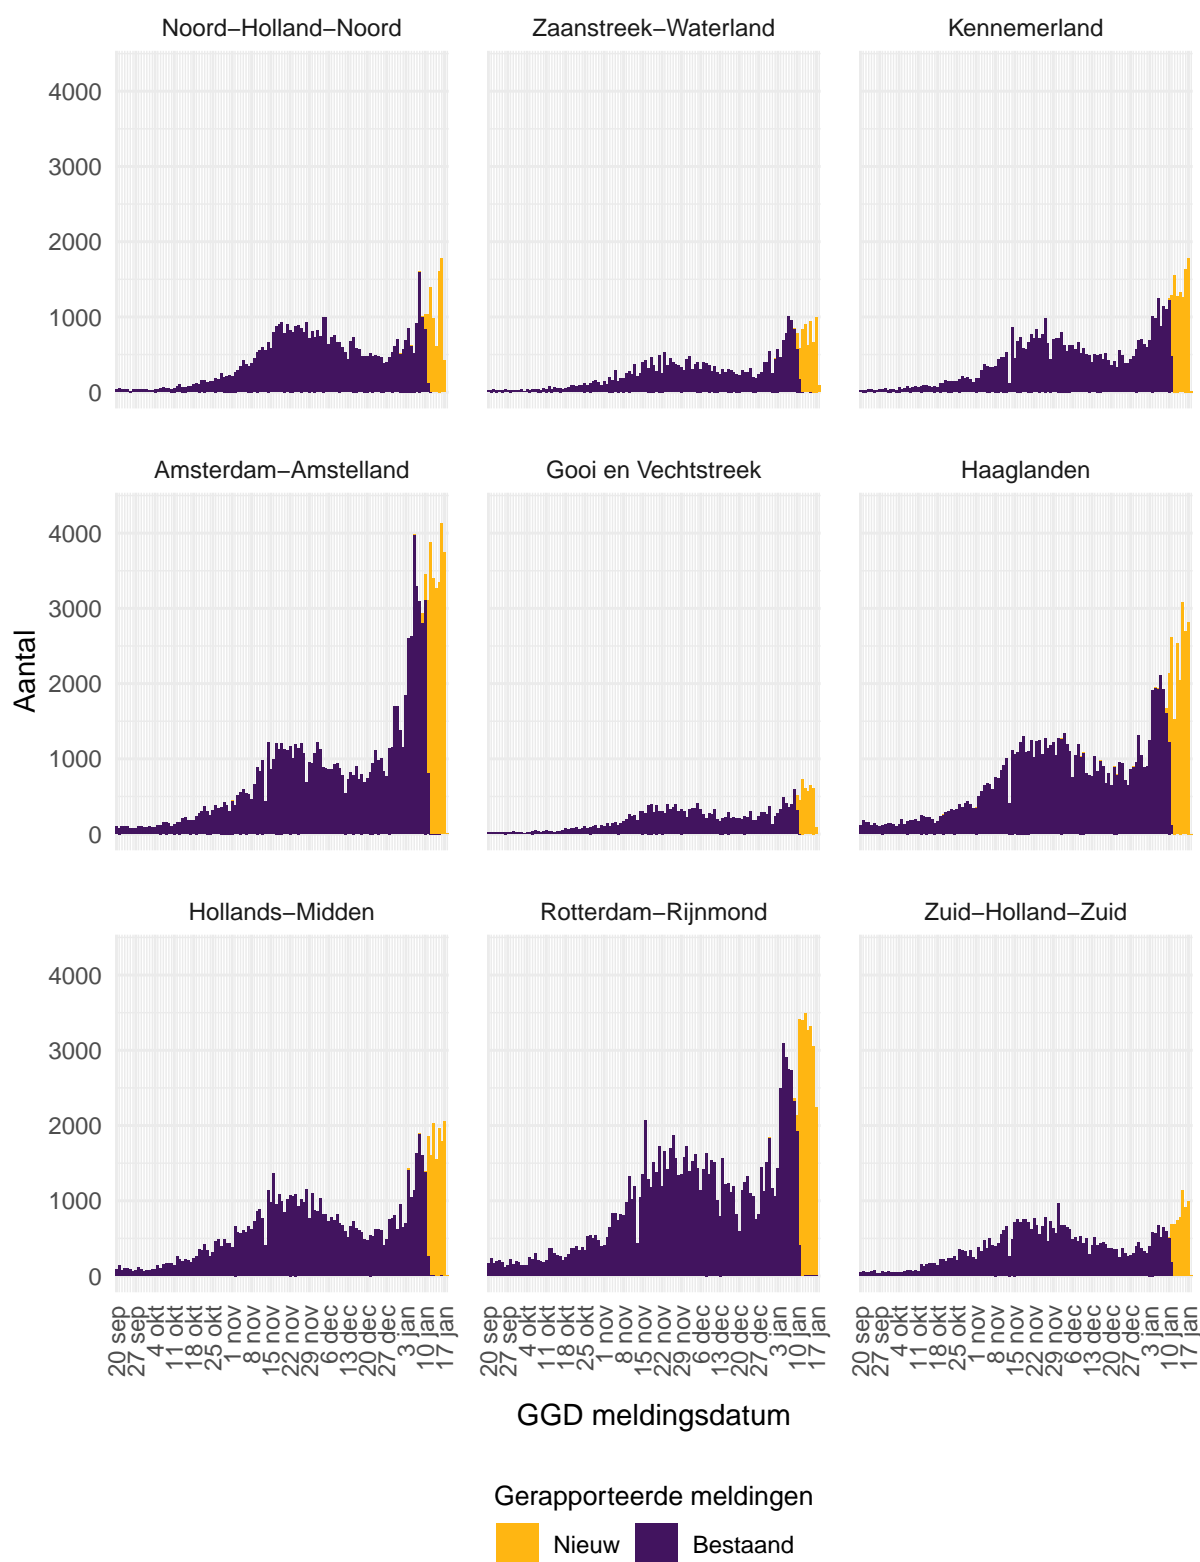 Noord−Holland−Noord Zaanstreek−Waterland Kennemerland
4000
3000
2000
1000
0
Amsterdam−Amstelland Gooi en Vechtstreek Haaglanden
4000
3000
2000
1000
0
Aantal
Hollands−Midden Rotterdam−Rijnmond Zuid−Holland−Zuid
4000
3000
2000
1000
0
20 sep 27 sep 4 okt 11 okt 18 okt 25 okt 1 nov 8 nov 15 nov 22 nov 29 nov 6 dec 13 dec 20 dec 27 dec 3 jan 10 jan 17 jan
20 sep 27 sep 4 okt 11 okt 18 okt 25 okt 1 nov 8 nov 15 nov 22 nov 29 nov 6 dec 13 dec 20 dec 27 dec 3 jan 10 jan 17 jan
20 sep 27 sep 4 okt 11 okt 18 okt 25 okt 1 nov 8 nov 15 nov 22 nov 29 nov 6 dec 13 dec 20 dec 27 dec 3 jan 10 jan 17 jan
GGD meldingsdatum
Gerapporteerde meldingen
Nieuw Bestaand